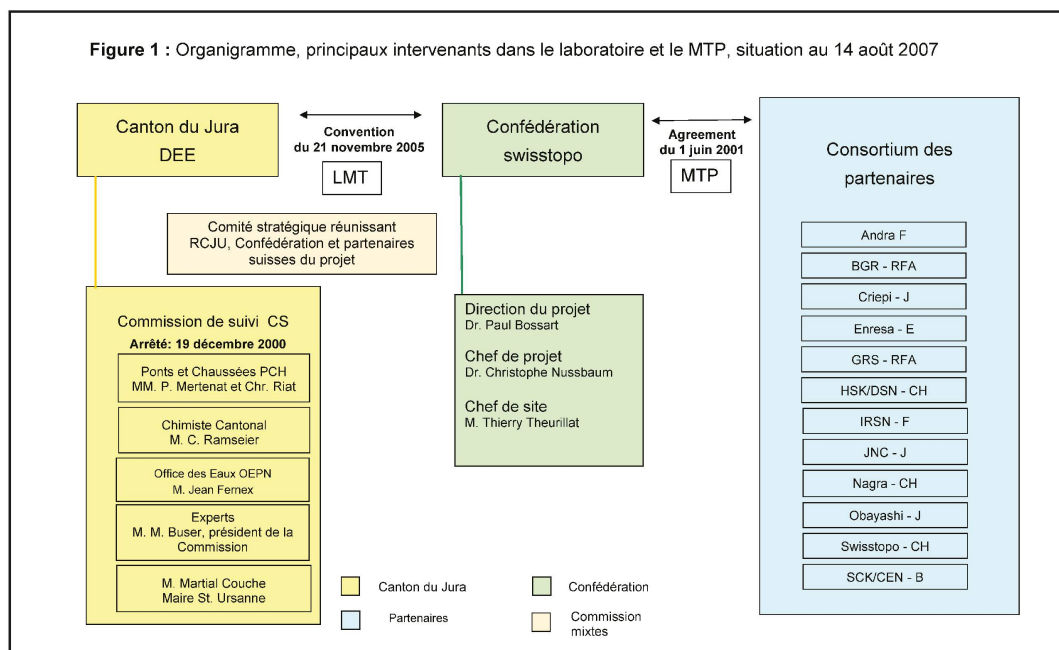 Figure 1 : Organigramme, principaux intervenants dans le laboratoire et le MTP, situation au 14 août 2007
Canton du Jura
DEE
Convention
du 21 novembre 2005
LMT
Confédération
swisstopo
Agreement
du 1 juin 2001
MTP
Consortium des
partenaires
Comité stratégique réunissant
RCJU, Confédération et partenaires
suisses du projet
Commission de suivi CS
Arrêté: 19 décembre 2000
Ponts et Chaussées PCH
MM. P. Mertenat et Chr. Riat
Chimiste Cantonal
M. C. Ramseier
Office des Eaux OEPN
M. Jean Fernex
Experts
M. M. Buser, président de la
Commission
M. Martial Couche
Maire St. Ursanne
Direction du projet
Dr. Paul Bossart
Chef de projet
Dr. Christophe Nussbaum
Chef de site
M. Thierry Theurillat
Andra F
BGR - RFA
Criepi - J
Enresa - E
GRS - RFA
HSK/DSN - CH
IRSN - F
JNC - J
Nagra - CH
Obayashi - J
Swisstopo - CH
SCK/CEN - B
Canton du Jura
Confédération
Partenaires
Commission
mixtes